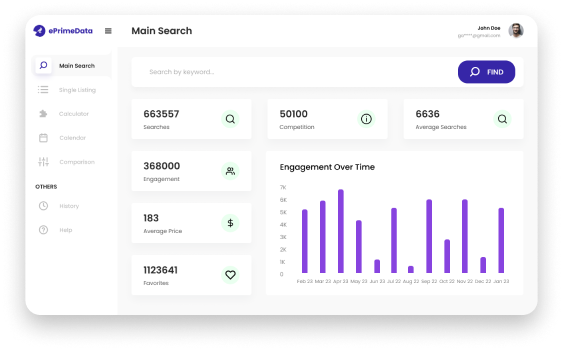 ePrimeData
Main Search
John Doe
go****@gmail.com
Main Search
Single Listing
Calculator
Calendar
Comparison
OTHERS
History
Help
Search by keyword...
FIND
663557
Searches
50100
Competition
6636
Average Searches
368000
Engagement
183
Average Price
1123641
Favorites
Engagement Over Time
7K
6K
5K
4K
3K
2K
1K
0
Feb 22 Mar 22 Apr 23 May 22 Jun 23 Jul 22 Aug 22 Sep 22 Oct 22 Nov 22 Dec 22 Jan 22